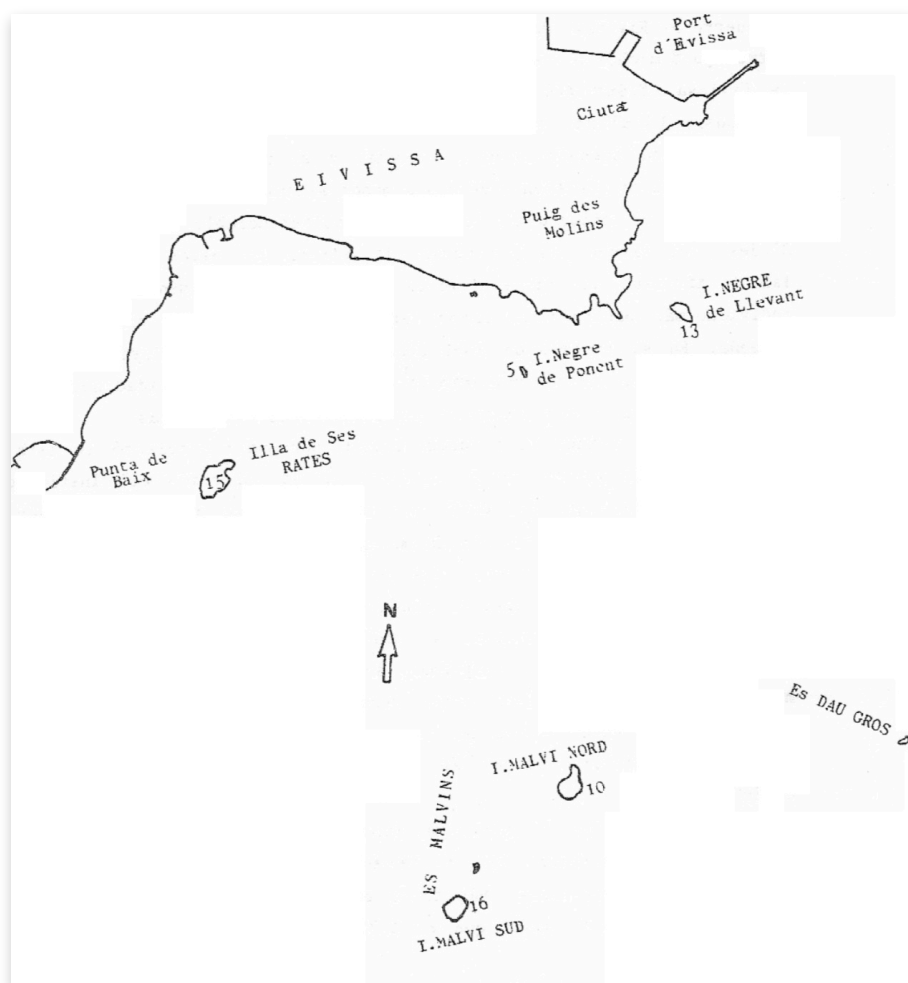 Port
d'Eivissa
Ciutat
E I V I S S A
Puig des
Molins
I.NEGRE
de Llevant
13
5
I.Negre
de Ponent
Illa de Ses
RATES
15
Punta de
Baix
N
Es DAU GROS
I.MALVI NORD
10
ES MALVINS
16
I.MALVI SUD